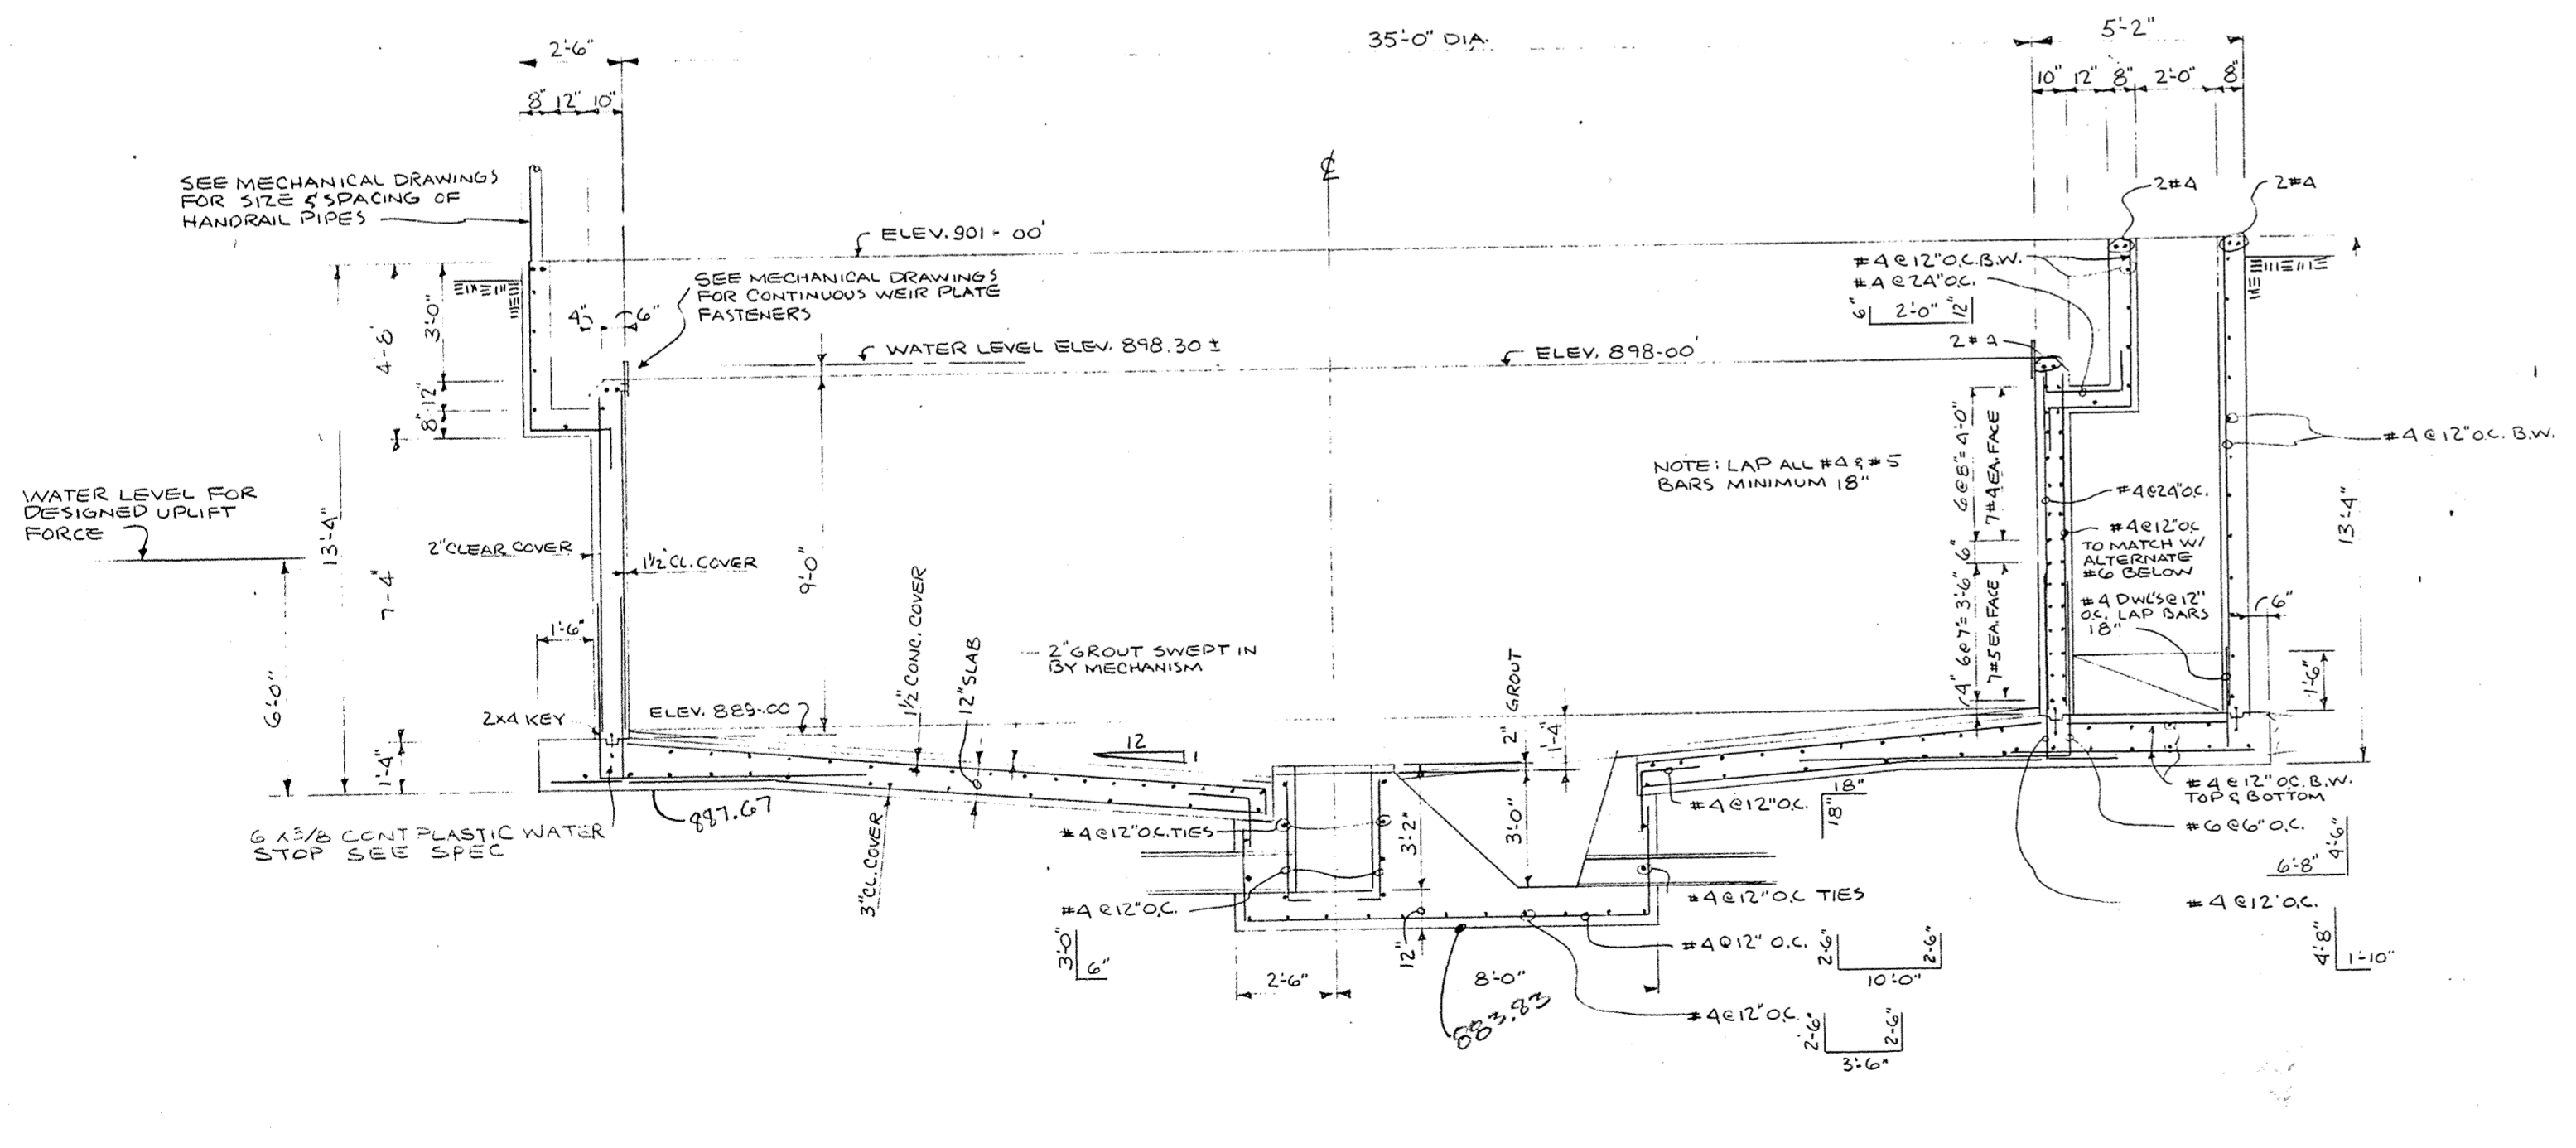 2'-6"
35'-0" DIA.
5'-2"
8" 12" 10"
10" 12" 8" 2'-0" 8"
℄
SEE MECHANICAL DRAWINGS
FOR SIZE & SPACING OF
HANDRAIL PIPES
2#4
2#4
ELEV. 901-00'
SEE MECHANICAL DRAWINGS
FOR CONTINUOUS WEIR PLATE
FASTENERS
#4@12"O.C.B.W.
#4@24"O.C.
6" 2'-0" 12"
4" 6"
3'-0"
4'-8'
12"
8"
WATER LEVEL ELEV. 898.30 ±
ELEV. 898-00'
2#4
6@8"=4'-0"
7#4 EA. FACE
#4@12"O.C. B.W.
NOTE: LAP ALL #4 & #5
BARS MINIMUM 18"
WATER LEVEL FOR
DESIGNED UPLIFT
FORCE
13'-4"
7-4"
2" CLEAR COVER
1½" CL. COVER
9'-0"
#4@24"O.C.
#4@12"OC
TO MATCH W/
ALTERNATE
#6 BELOW
13'-4"
6"
6@7"=3'-6"
7#5 EA. FACE
4"
#4 DWL'S@12"
O.C. LAP BARS
18"
6"
1'-6"
1'-6"
6'-0"
1½" CONC. COVER
12" SLAB
2" GROUT SWEPT IN
BY MECHANISM
2" GROUT
1'-4"
2x4 KEY
ELEV. 889.00
12
1
1'-4"
887.67
6 x 3/8 CONT PLASTIC WATER
STOP SEE SPEC
3" CL. COVER
#4@12"O.C. TIES
3'-2"
3'-0"
#4@12"O.C.
18"
18"
#4@12"O.C.B.W.
TOP & BOTTOM
#6@6"O.C.
4'-6"
6'-8"
#4@12"O.C.
#4@12"O.C TIES
#4@12'O.C.
4'-8"
1'-10"
3'-0"
6"
12"
#4@12" O.C.
2'-6" 2'-6"
10'-0"
2'-6"
8'-0"
883.83
#4@12"O.C.
2'-6" 2'-6"
3'-6"